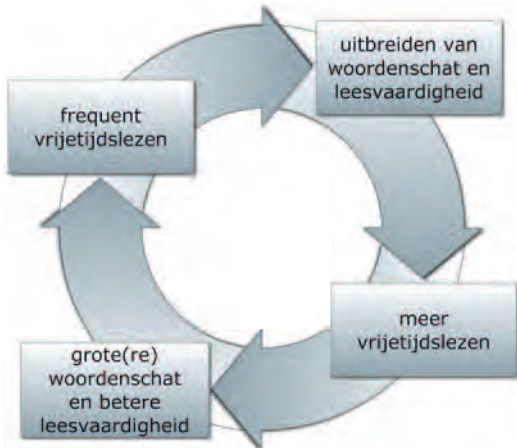 uitbreiden van
woordenschat en
leesvaardigheid
frequent
vrijetijdslezen
meer
vrijetijdslezen
grote(re)
woordenschat
en betere
leesvaardigheid